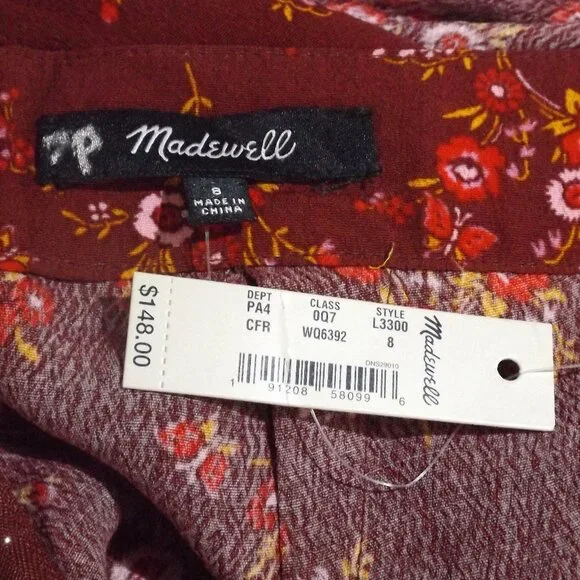 Madewell
8
MADE IN
CHINA
$148.00
DEPT CLASS STYLE
PA4 0Q7 L3300
CFR WQ6392 8
Madewell
DNS29010
1 91208 58099 6